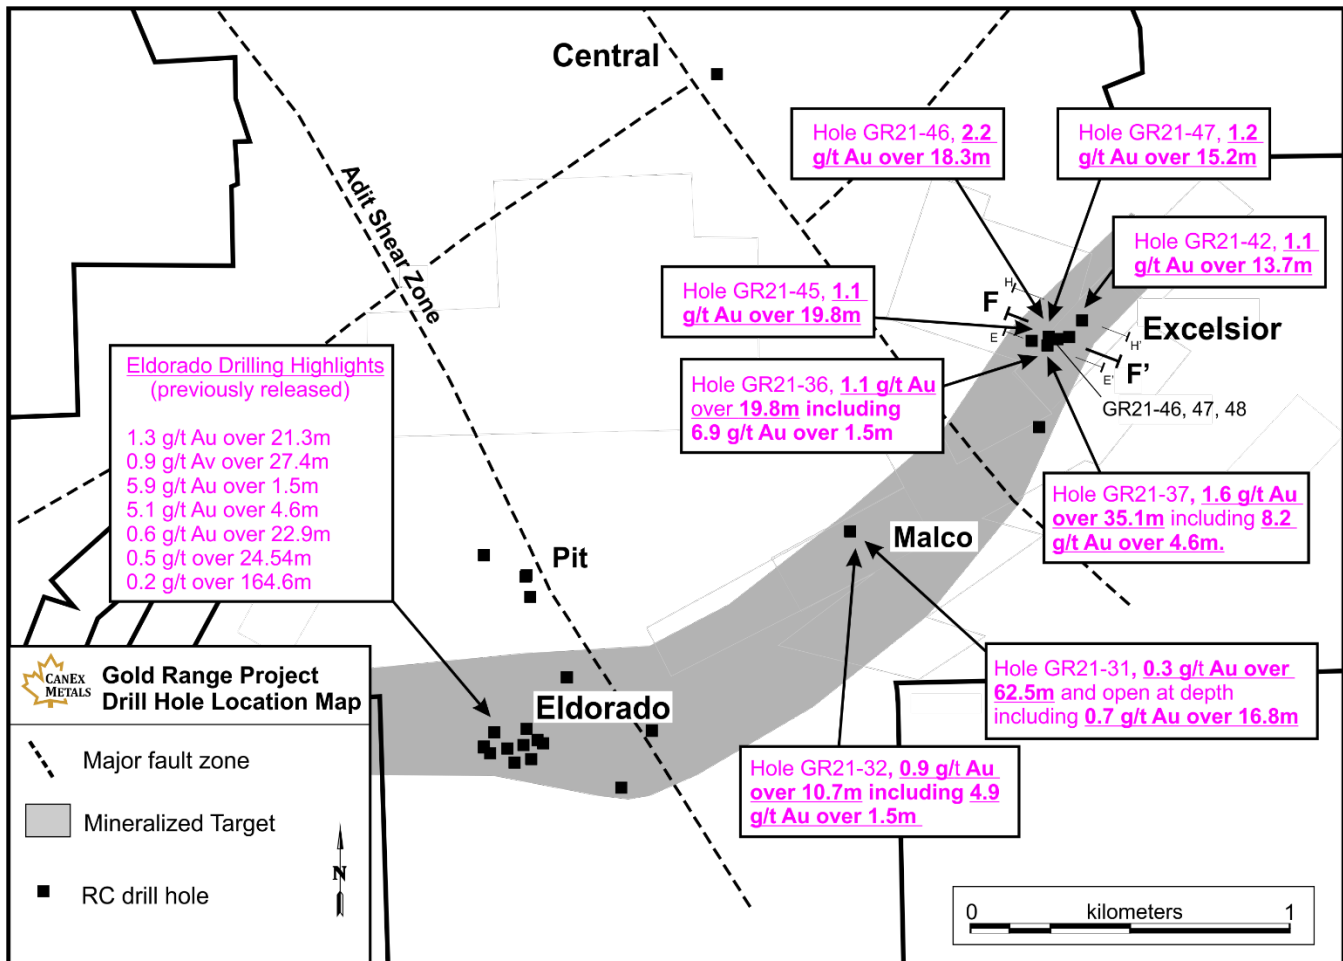 Central
Hole GR21-46, 2.2
g/t Au over 18.3m
Hole GR21-47, 1.2
g/t Au over 15.2m
Adit Shear Zone
Hole GR21-42, 1.1
g/t Au over 13.7m
Hole GR21-45, 1.1
g/t Au over 19.8m
H
F
E
Excelsior
H'
E'
F'
GR21-46, 47, 48
Eldorado Drilling Highlights
(previously released)
1.3 g/t Au over 21.3m
0.9 g/t Av over 27.4m
5.9 g/t Au over 1.5m
5.1 g/t Au over 4.6m
0.6 g/t Au over 22.9m
0.5 g/t over 24.54m
0.2 g/t over 164.6m
Hole GR21-36, 1.1 g/t Au
over 19.8m including
6.9 g/t Au over 1.5m
Hole GR21-37, 1.6 g/t Au
over 35.1m including 8.2
g/t Au over 4.6m.
Malco
Pit
Eldorado
Hole GR21-31, 0.3 g/t Au over
62.5m and open at depth
including 0.7 g/t Au over 16.8m
Hole GR21-32, 0.9 g/t Au
over 10.7m including 4.9
g/t Au over 1.5m
CANEX
METALS
Gold Range Project
Drill Hole Location Map
Major fault zone
Mineralized Target
RC drill hole
N
0 kilometers 1